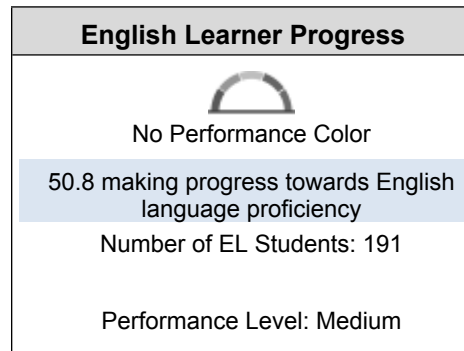 English Learner Progress
No Performance Color
50.8 making progress towards English
language proficiency
Number of EL Students: 191
Performance Level: Medium